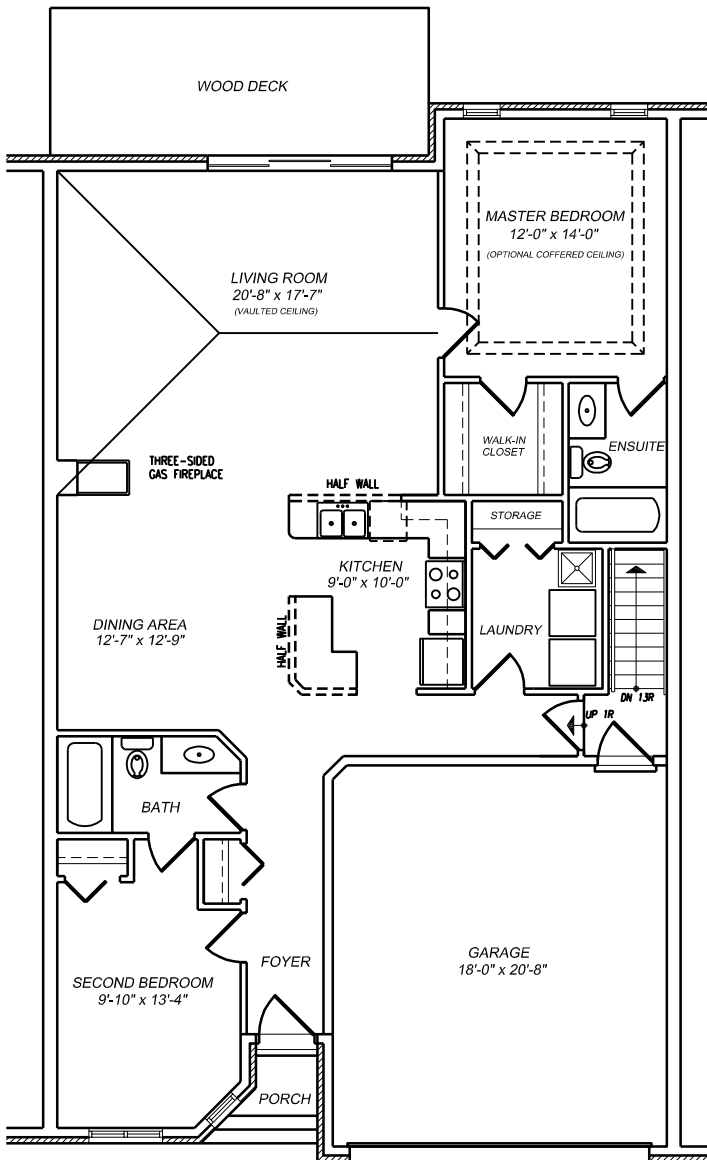 WOOD DECK
MASTER BEDROOM
12'-0" x 14'-0"
(OPTIONAL COFFERED CEILING)
LIVING ROOM
20'-8" x 17'-7"
(VAULTED CEILING)
WALK-IN
CLOSET
ENSUITE
THREE-SIDED
GAS FIREPLACE
HALF WALL
STORAGE
KITCHEN
9'-0" x 10'-0"
DINING AREA
12'-7" x 12'-9"
HALF WALL
LAUNDRY
DN 13R
UP 1R
BATH
SECOND BEDROOM
9'-10" x 13'-4"
FOYER
GARAGE
18'-0" x 20'-8"
PORCH